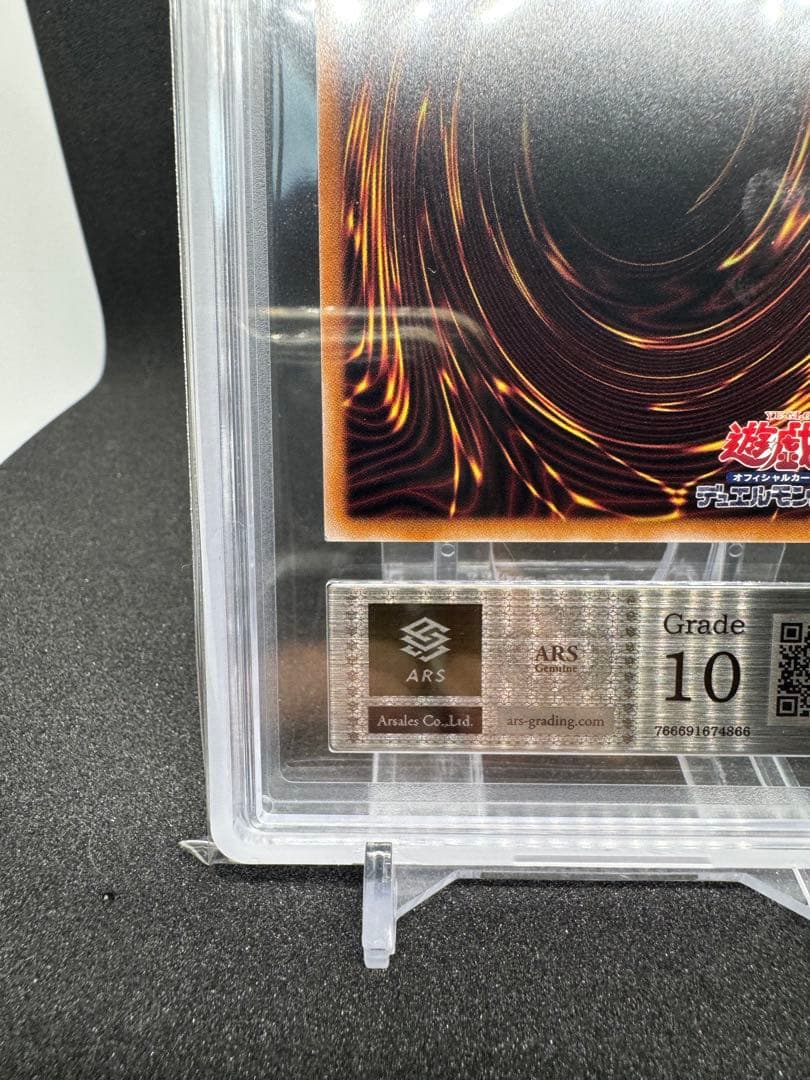 遊戯
オフィシャルカー
デュエルモン
ARS
Arsales Co.,Ltd.
ARS
Genuine
ars-grading.com
Grade
10
766691674866